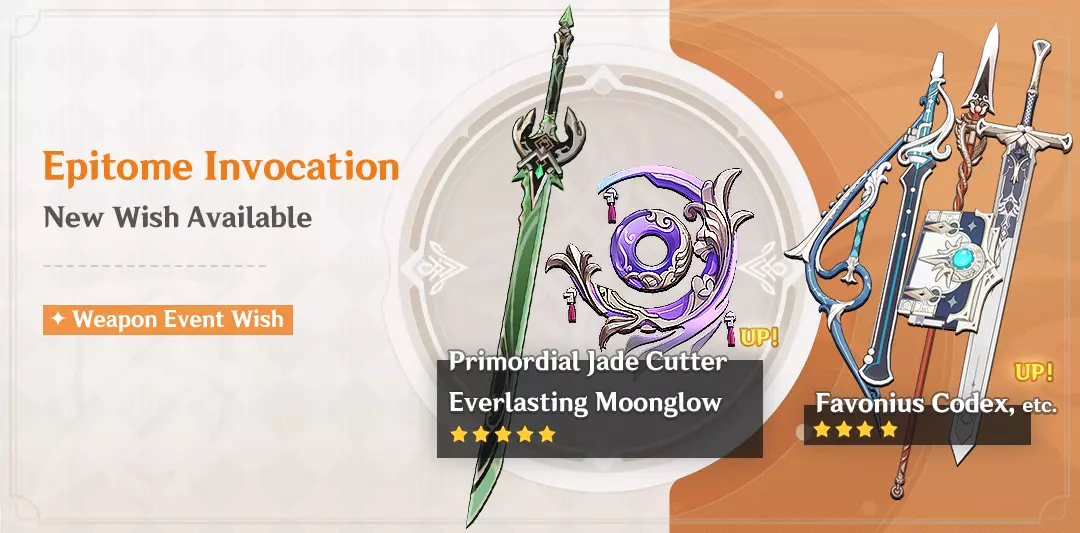 Epitome Invocation
New Wish Available
✦ Weapon Event Wish
UP!
Primordial Jade Cutter
Everlasting Moonglow
UP!
Favonius Codex, etc.